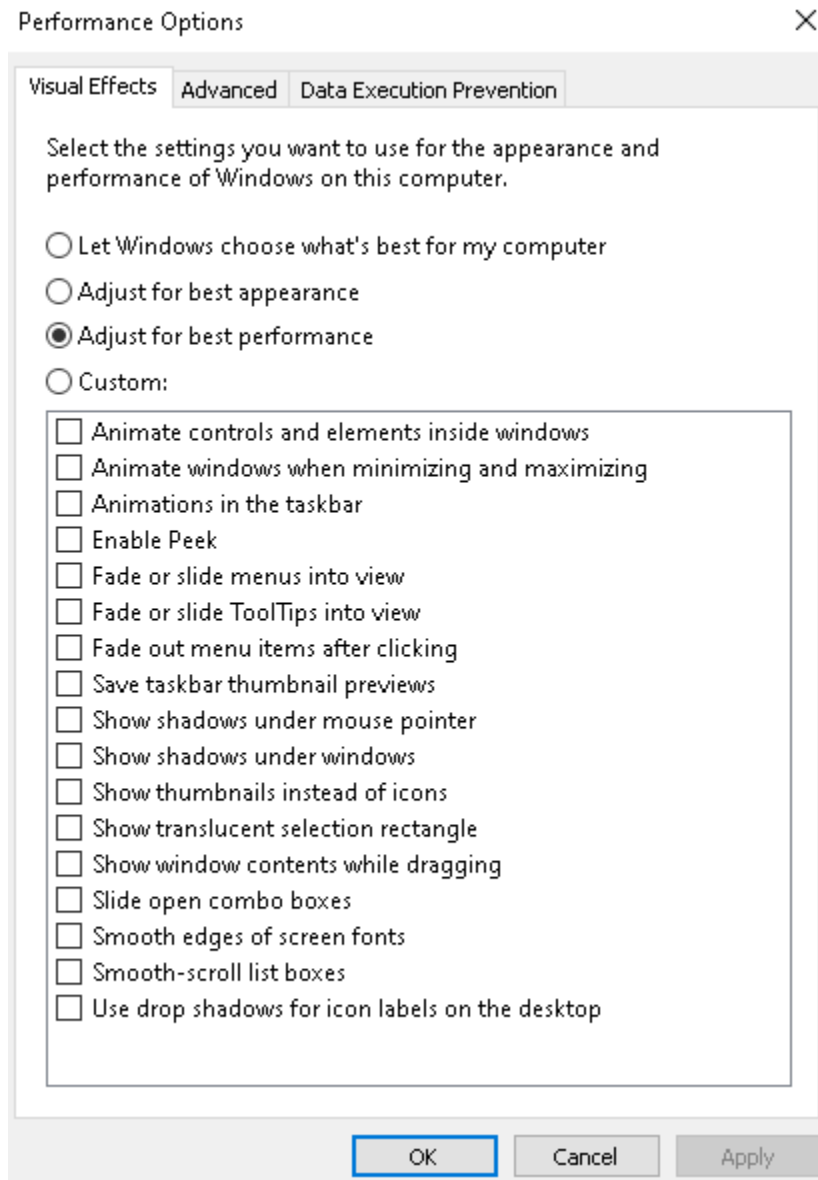 Performance Options
Visual Effects
Advanced
Data Execution Prevention
Select the settings you want to use for the appearance and
performance of Windows on this computer.
Let Windows choose what's best for my computer
Adjust for best appearance
Adjust for best performance
Custom:
Animate controls and elements inside windows
Animate windows when minimizing and maximizing
Animations in the taskbar
Enable Peek
Fade or slide menus into view
Fade or slide ToolTips into view
Fade out menu items after clicking
Save taskbar thumbnail previews
Show shadows under mouse pointer
Show shadows under windows
Show thumbnails instead of icons
Show translucent selection rectangle
Show window contents while dragging
Slide open combo boxes
Smooth edges of screen fonts
Smooth-scroll list boxes
Use drop shadows for icon labels on the desktop
OK
Cancel
Apply